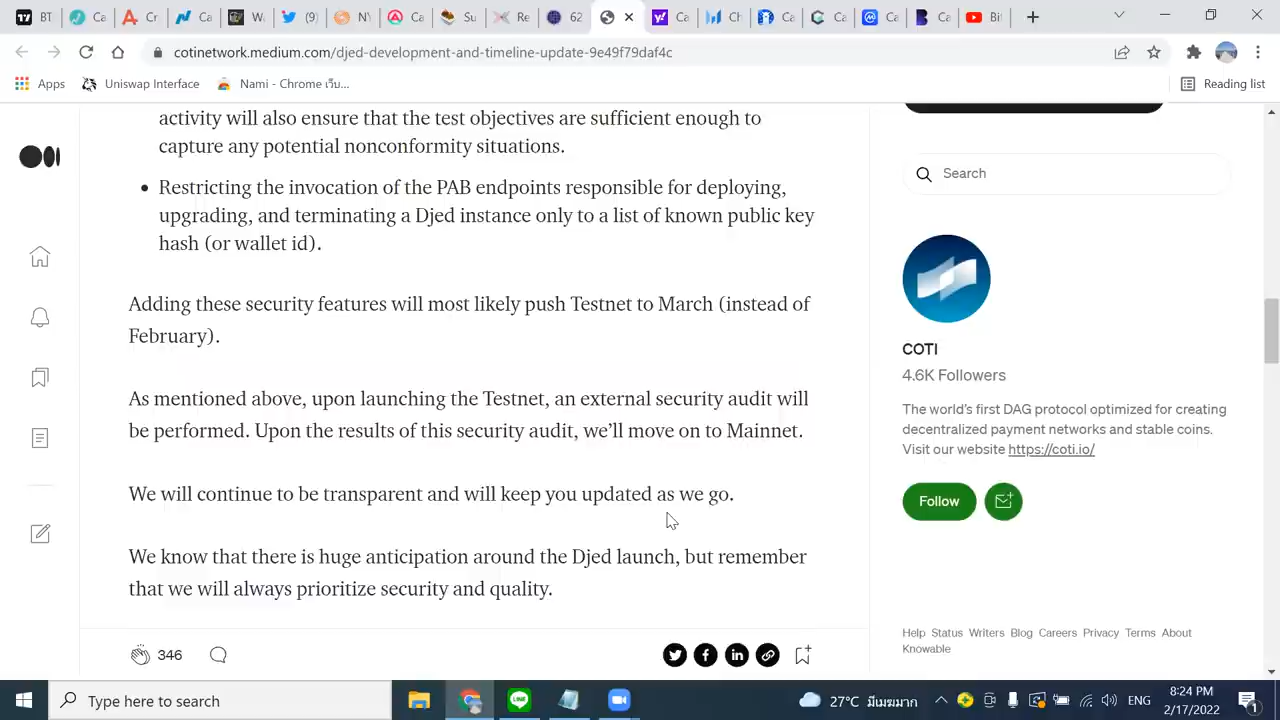 BT
Ca
Cr
Ca
W
(9)
NY
Ca
Su
Re
62
Ca
Ch
Ca
Ca
Ca
Ca
Bit
cotinetwork.medium.com/djed-development-and-timeline-update-9e49f79daf4c
Apps
Uniswap Interface
Nami - Chrome เว็บ...
Reading list
activity will also ensure that the test objectives are sufficient enough to
capture any potential nonconformity situations.
• Restricting the invocation of the PAB endpoints responsible for deploying,
upgrading, and terminating a Djed instance only to a list of known public key
hash (or wallet id).
Adding these security features will most likely push Testnet to March (instead of
February).
As mentioned above, upon launching the Testnet, an external security audit will
be performed. Upon the results of this security audit, we’ll move on to Mainnet.
We will continue to be transparent and will keep you updated as we go.
We know that there is huge anticipation around the Djed launch, but remember
that we will always prioritize security and quality.
346
Search
COTI
4.6K Followers
The world’s first DAG protocol optimized for creating
decentralized payment networks and stable coins.
Visit our website https://coti.io/
Follow
Help Status Writers Blog Careers Privacy Terms About
Knowable
Type here to search
27°C มีเมฆมาก
ENG
8:24 PM
2/17/2022
1